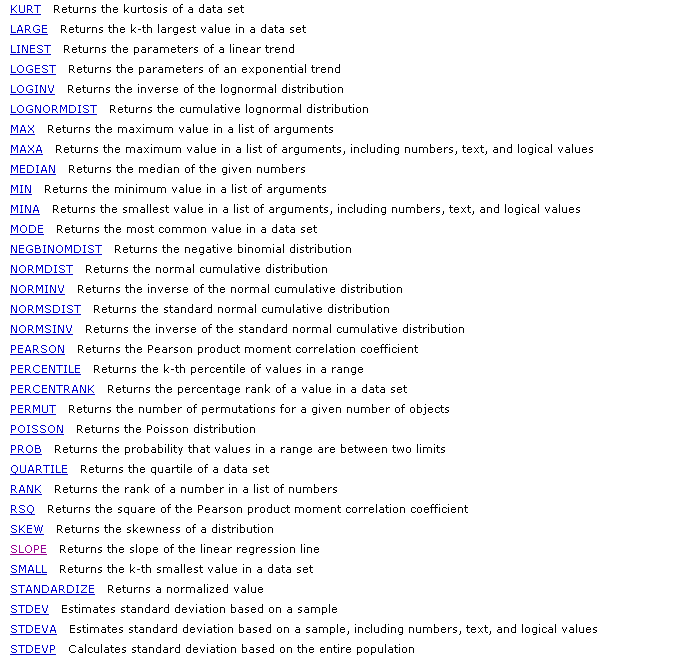 KURT Returns the kurtosis of a data set
LARGE Returns the k-th largest value in a data set
LINEST Returns the parameters of a linear trend
LOGEST Returns the parameters of an exponential trend
LOGINV Returns the inverse of the lognormal distribution
LOGNORMDIST Returns the cumulative lognormal distribution
MAX Returns the maximum value in a list of arguments
MAXA Returns the maximum value in a list of arguments, including numbers, text, and logical values
MEDIAN Returns the median of the given numbers
MIN Returns the minimum value in a list of arguments
MINA Returns the smallest value in a list of arguments, including numbers, text, and logical values
MODE Returns the most common value in a data set
NEGBINOMDIST Returns the negative binomial distribution
NORMDIST Returns the normal cumulative distribution
NORMINV Returns the inverse of the normal cumulative distribution
NORMSDIST Returns the standard normal cumulative distribution
NORMSINV Returns the inverse of the standard normal cumulative distribution
PEARSON Returns the Pearson product moment correlation coefficient
PERCENTILE Returns the k-th percentile of values in a range
PERCENTRANK Returns the percentage rank of a value in a data set
PERMUT Returns the number of permutations for a given number of objects
POISSON Returns the Poisson distribution
PROB Returns the probability that values in a range are between two limits
QUARTILE Returns the quartile of a data set
RANK Returns the rank of a number in a list of numbers
RSQ Returns the square of the Pearson product moment correlation coefficient
SKEW Returns the skewness of a distribution
SLOPE Returns the slope of the linear regression line
SMALL Returns the k-th smallest value in a data set
STANDARDIZE Returns a normalized value
STDEV Estimates standard deviation based on a sample
STDEVA Estimates standard deviation based on a sample, including numbers, text, and logical values
STDEVP Calculates standard deviation based on the entire population